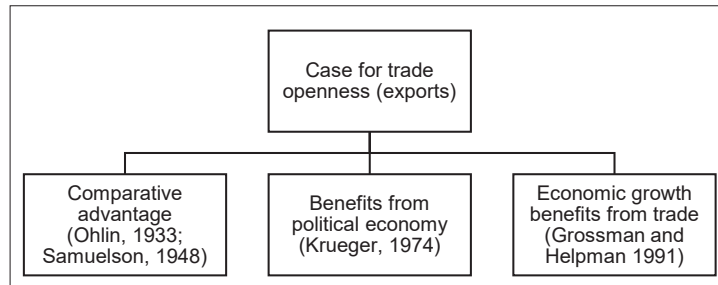 Case for trade
openness (exports)
Comparative
advantage
(Ohlin, 1933;
Samuelson, 1948)
Benefits from
political economy
(Krueger, 1974)
Economic growth
benefits from trade
(Grossman and
Helpman 1991)